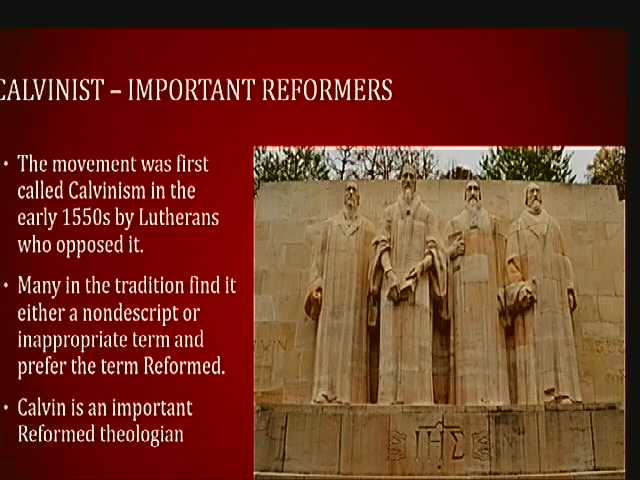 CALVINIST – IMPORTANT REFORMERS
• The movement was first
called Calvinism in the
early 1550s by Lutherans
who opposed it.
• Many in the tradition find it
either a nondescript or
inappropriate term and
prefer the term Reformed.
• Calvin is an important
Reformed theologian
ΙΗΣ